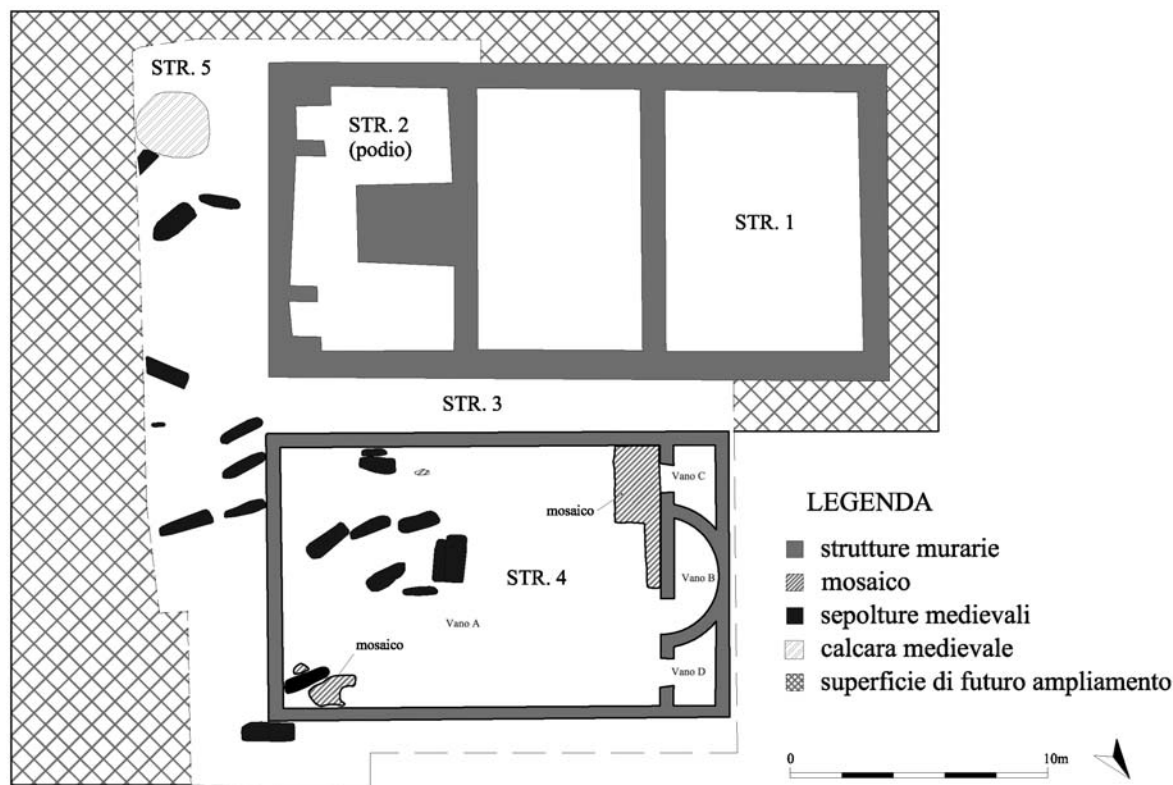 STR. 5
STR. 2
(podio)
STR. 1
STR. 3
Vano C
mosaico
Vano B
STR. 4
Vano A
mosaico
Vano D
LEGENDA
strutture murarie
mosaico
sepolture medievali
calcara medievale
superficie di futuro ampliamento
0
10m